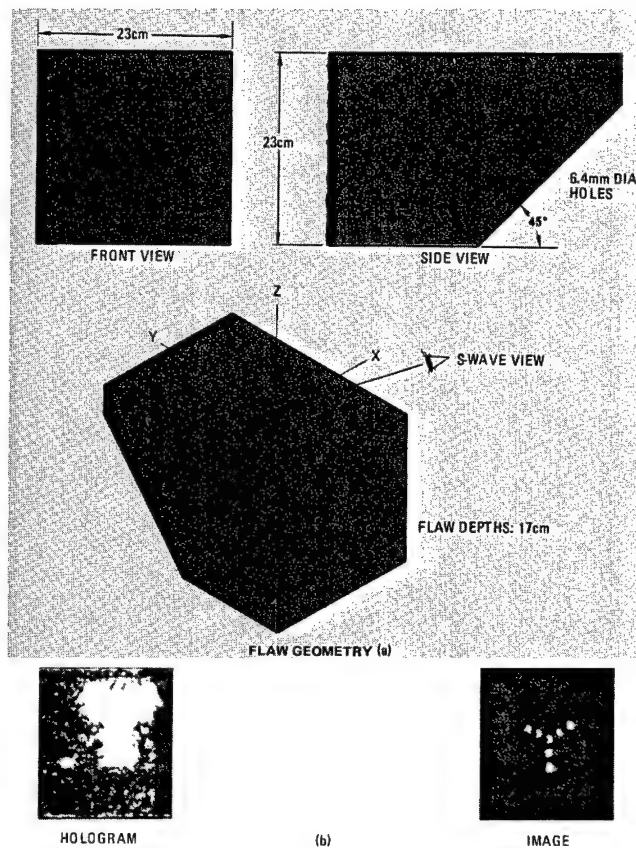 23cm
23cm
6.4mm DIA
HOLES
45°
FRONT VIEW
SIDE VIEW
Z
Y
X
S-WAVE VIEW
FLAW DEPTHS: 17cm
FLAW GEOMETRY (a)
HOLOGRAM
(b)
IMAGE